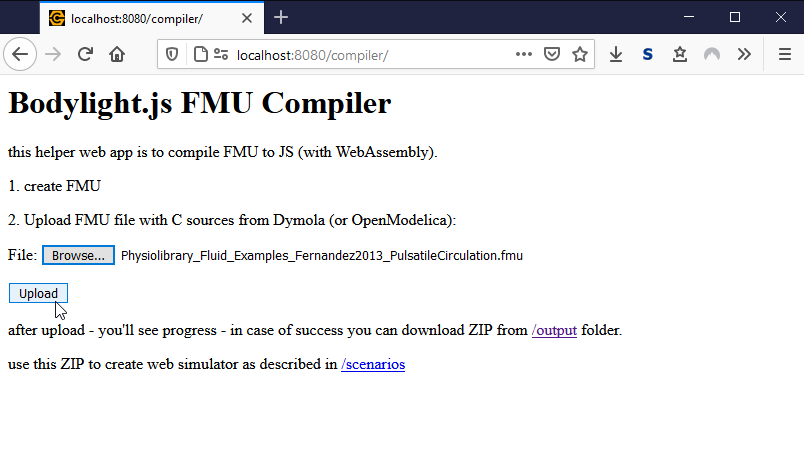 localhost:8080/compiler/
localhost:8080/compiler/
S
Bodylight.js FMU Compiler
this helper web app is to compile FMU to JS (with WebAssembly).
1. create FMU
2. Upload FMU file with C sources from Dymola (or OpenModelica):
File: Browse... Physiolibrary_Fluid_Examples_Fernandez2013_PulsatileCirculation.fmu
Upload
after upload - you'll see progress - in case of success you can download ZIP from /output folder.
use this ZIP to create web simulator as described in /scenarios